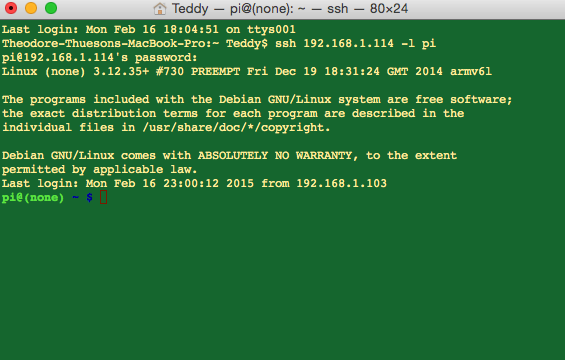 Teddy — pi@(none): ~ — ssh — 80×24
Last login: Mon Feb 16 18:04:51 on ttys001
Theodore-Thuesons-MacBook-Pro:~ Teddy$ ssh 192.168.1.114 -l pi
pi@192.168.1.114's password:
Linux (none) 3.12.35+ #730 PREEMPT Fri Dec 19 18:31:24 GMT 2014 armv6l
The programs included with the Debian GNU/Linux system are free software;
the exact distribution terms for each program are described in the
individual files in /usr/share/doc/*/copyright.
Debian GNU/Linux comes with ABSOLUTELY NO WARRANTY, to the extent
permitted by applicable law.
Last login: Mon Feb 16 23:00:12 2015 from 192.168.1.103
pi@(none) ~ $